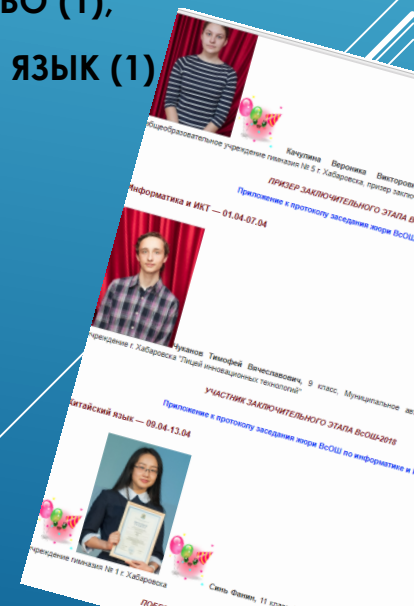 ВО (1),
ЯЗЫК (1)
Качулина Вероника Викторовна
общеобразовательное учреждение гимназия № 5 г. Хабаровска, призер
ПРИЗЕР ЗАКЛЮЧИТЕЛЬНОГО ЭТАПА
Приложение к протоколу заседания жюри ВсОШ
Информатика и ИКТ — 01.04-07.04
Чуканов Тимофей Вячеславович, 9 класс, Муниципальное
учреждение г. Хабаровска "Лицей инновационных технологий"
УЧАСТНИК ЗАКЛЮЧИТЕЛЬНОГО ЭТАПА ВсОШ-2018
Приложение к протоколу заседания жюри ВсОШ по информатике и
Китайский язык — 09.04-13.04
Синь Фанин, 11
учреждение гимназия № 1 г. Хабаровска